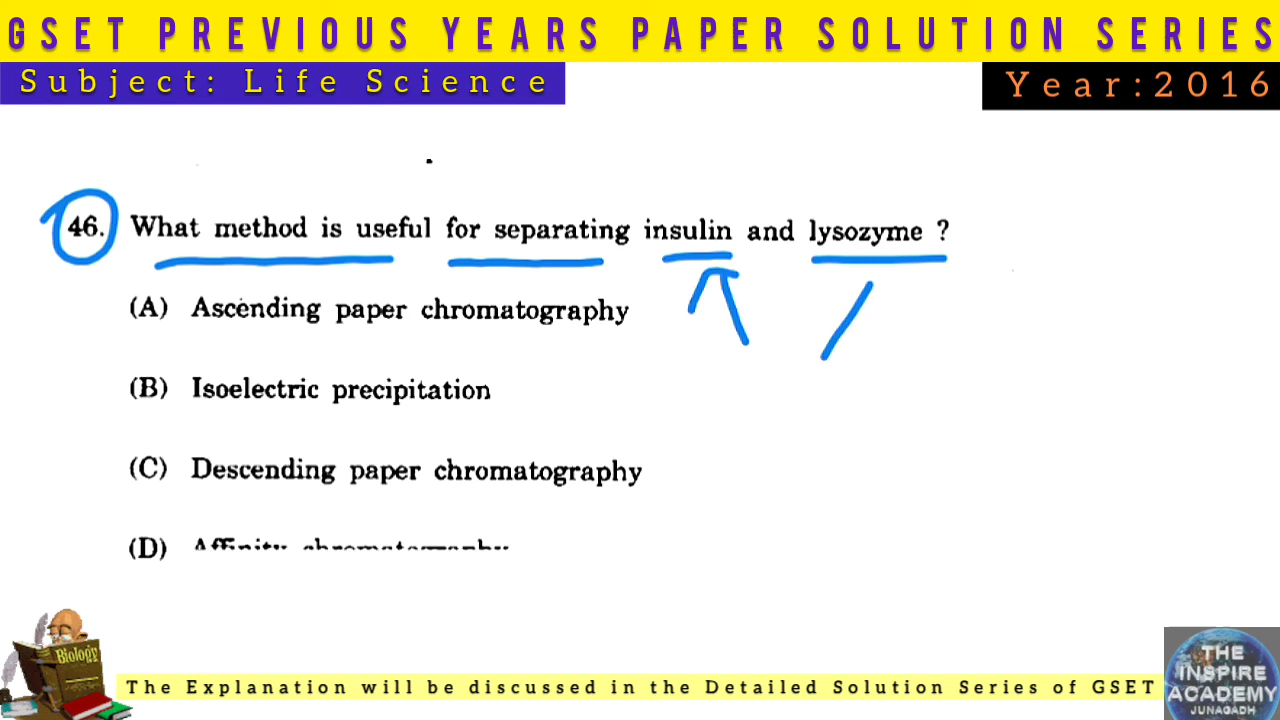 GSET PREVIOUS YEARS PAPER SOLUTION SERIES
Subject: Life Science
Year:2016
46. What method is useful for separating insulin and lysozyme ?
(A) Ascending paper chromatography
(B) Isoelectric precipitation
(C) Descending paper chromatography
(D) Affinity chromatography
Biology
The Explanation will be discussed in the Detailed Solution Series of GSET
THE
INSPIRE
ACADEMY
JUNAGADH